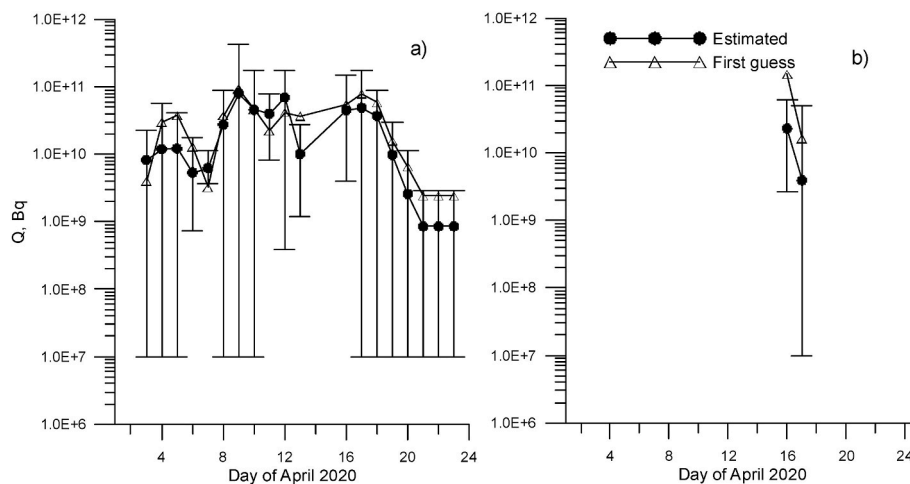 1.0E+12
1.0E+11
1.0E+10
1.0E+9
1.0E+8
1.0E+7
1.0E+6
Q, Bq
a)
4 8 12 16 20 24
Day of April 2020
Estimated
First guess
b)
1.0E+12
1.0E+11
1.0E+10
1.0E+9
1.0E+8
1.0E+7
1.0E+6
4 8 12 16 20 24
Day of April 2020